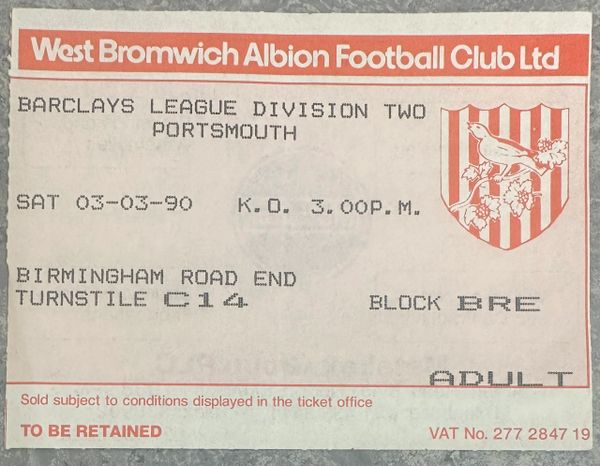 West Bromwich Albion Football Club Ltd
BARCLAYS LEAGUE DIVISION TWO
PORTSMOUTH
SAT 03-03-90 K.O. 3.00P.M.
BIRMINGHAM ROAD END
TURNSTILE C14 BLOCK BRE
ADULT
Sold subject to conditions displayed in the ticket office
TO BE RETAINED VAT No. 277 2847 19